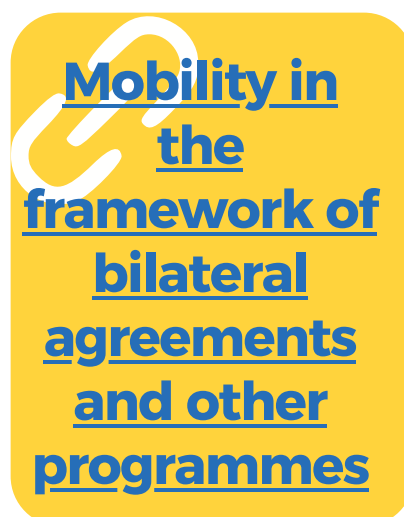 Mobility in
the
framework of
bilateral
agreements
and other
programmes